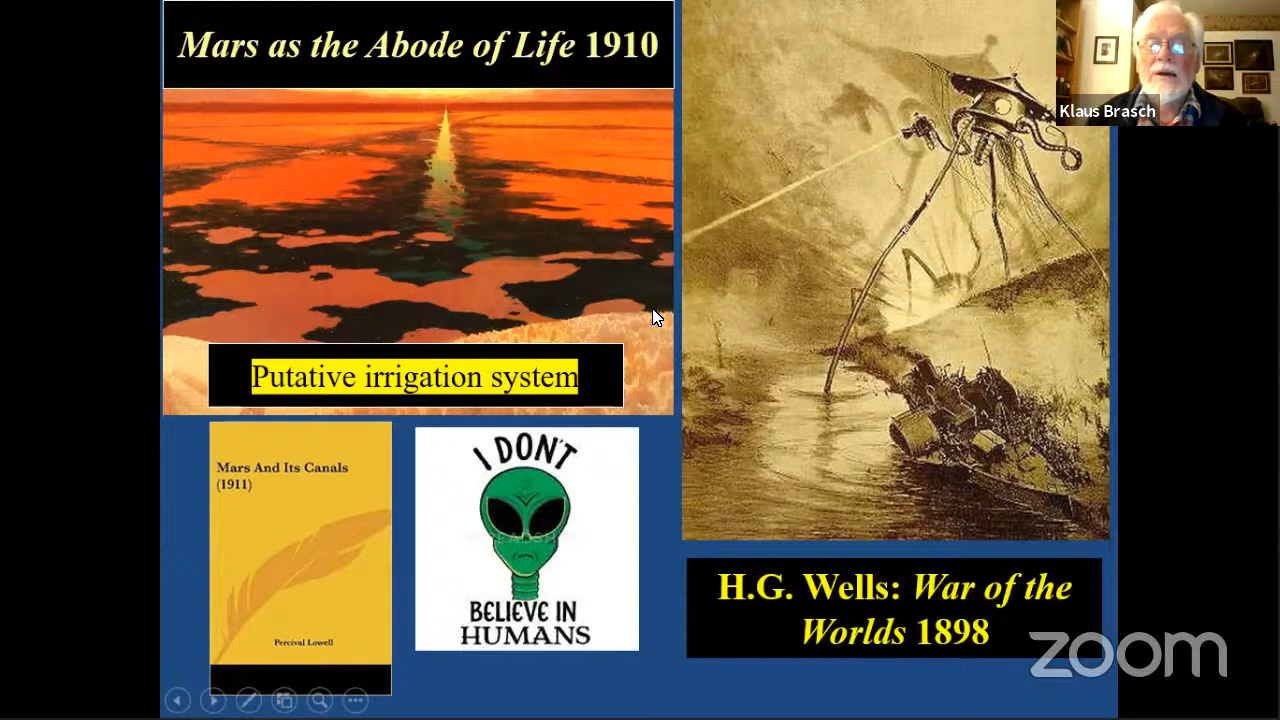 Mars as the Abode of Life 1910
Putative irrigation system
Mars And Its Canals
(1911)
Percival Lowell
I DON'T
BELIEVE IN
HUMANS
H.G. Wells: War of the
Worlds 1898
Klaus Brasch
zoom